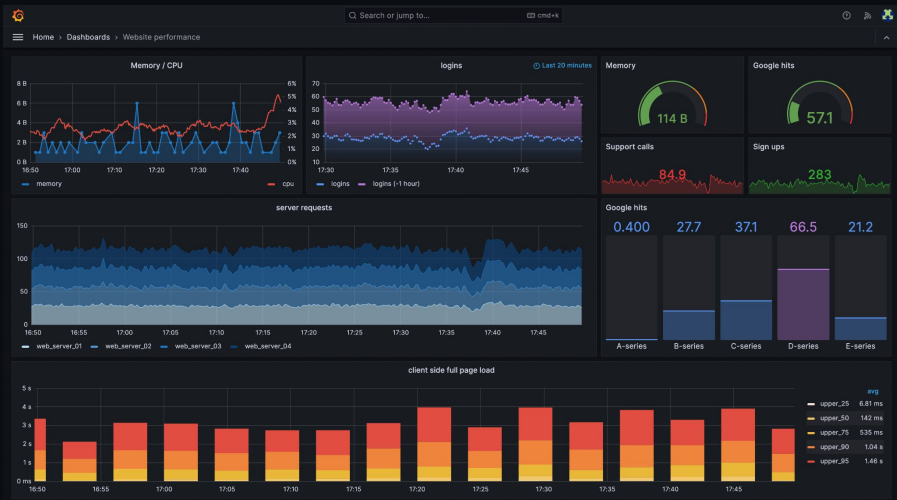 Search or jump to... cmd+k
Home › Dashboards › Website performance
Memory / CPU
8 B
6 B
4 B
2 B
0 B
6%
5%
4%
3%
2%
1%
0%
16:50 17:00 17:10 17:20 17:30 17:40
memory cpu
logins
Last 20 minutes
70
60
50
40
30
20
10
17:30 17:35 17:40 17:45
logins logins (-1 hour)
Memory
114 B
Google hits
57.1
Support calls
84.9
Sign ups
283
server requests
150
100
50
0
16:50 16:55 17:00 17:05 17:10 17:15 17:20 17:25 17:30 17:35 17:40 17:45
web_server_01 web_server_02 web_server_03 web_server_04
Google hits
0.400 27.7 37.1 66.5 21.2
A-series B-series C-series D-series E-series
client side full page load
5 s
4 s
3 s
2 s
1 s
0 ms
16:50 16:55 17:00 17:05 17:10 17:15 17:20 17:25 17:30 17:35 17:40 17:45
avg
upper_25 6.81 ms
upper_50 142 ms
upper_75 535 ms
upper_90 1.04 s
upper_95 1.46 s